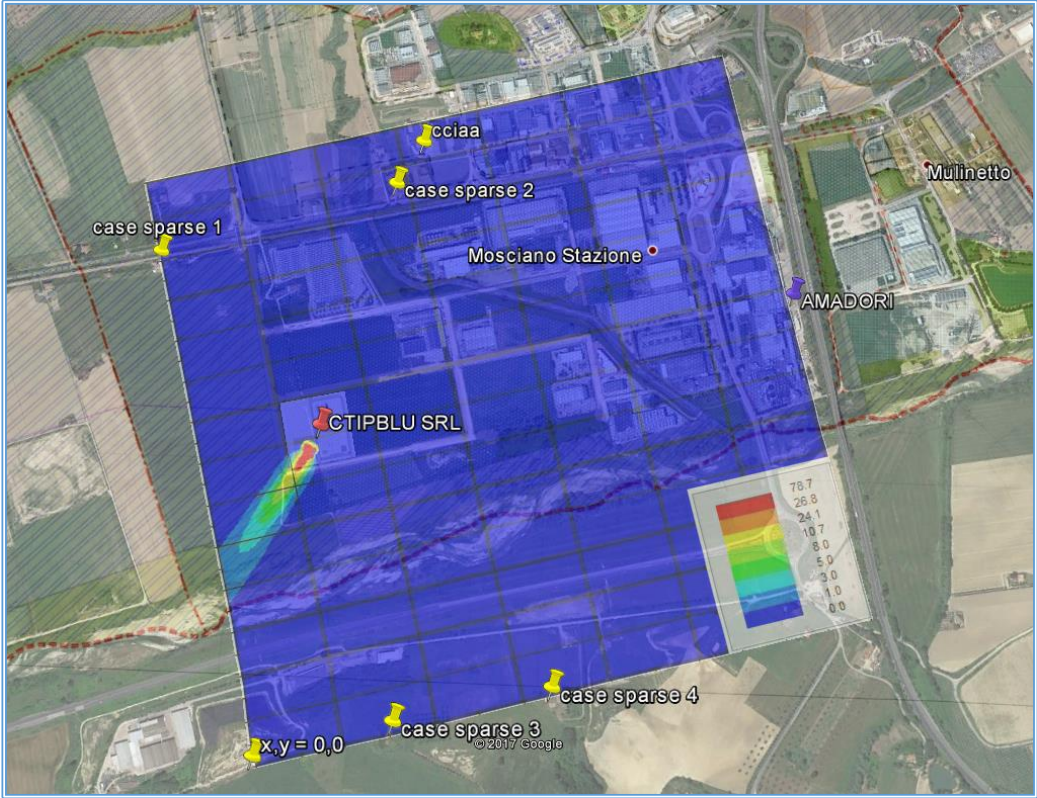 cciaa
case sparse 2
Mulinetto
case sparse 1
Mosciano Stazione
AMADORI
CTIPBLU SRL
78.7
26.8
24.1
10.7
8.0
5.0
3.0
1.0
0.0
case sparse 4
case sparse 3
© 2017 Google
x,y = 0,0